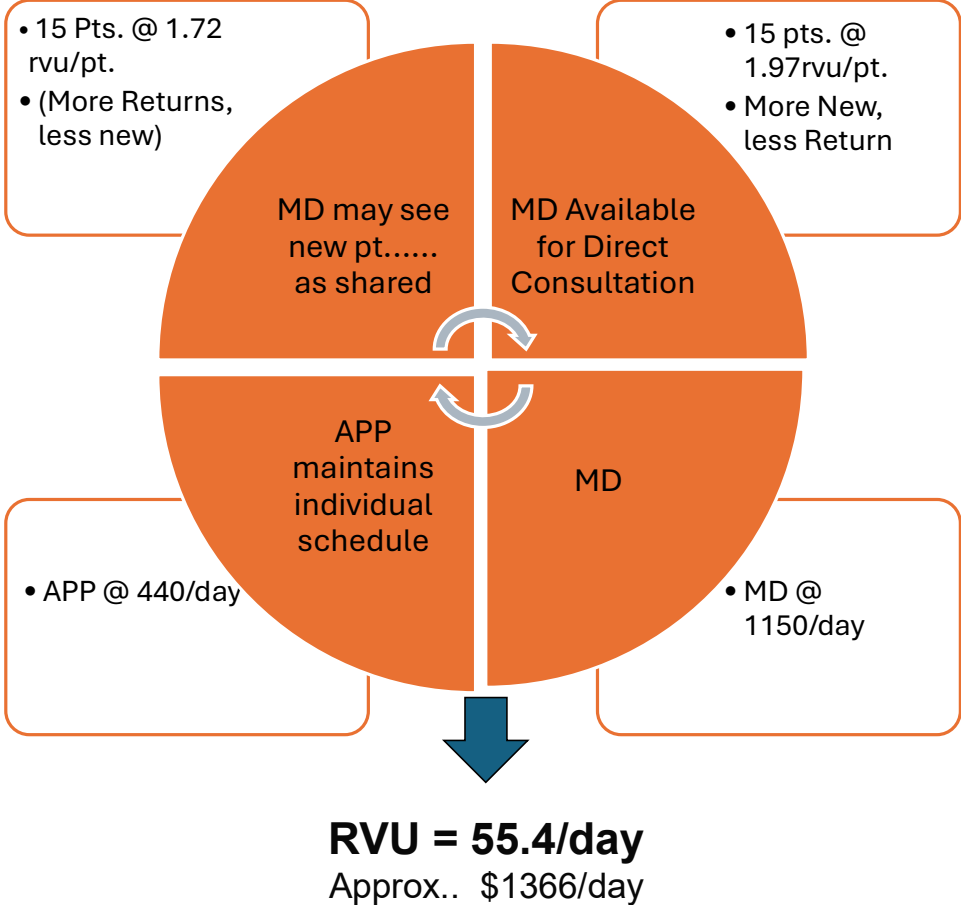 • 15 Pts. @ 1.72
rvu/pt.
• (More Returns,
less new)
• 15 pts. @
1.97rvu/pt.
• More New,
less Return
MD may see
new pt......
as shared
MD Available
for Direct
Consultation
APP
maintains
individual
schedule
MD
• APP @ 440/day
• MD @
1150/day
RVU = 55.4/day
Approx.. $1366/day